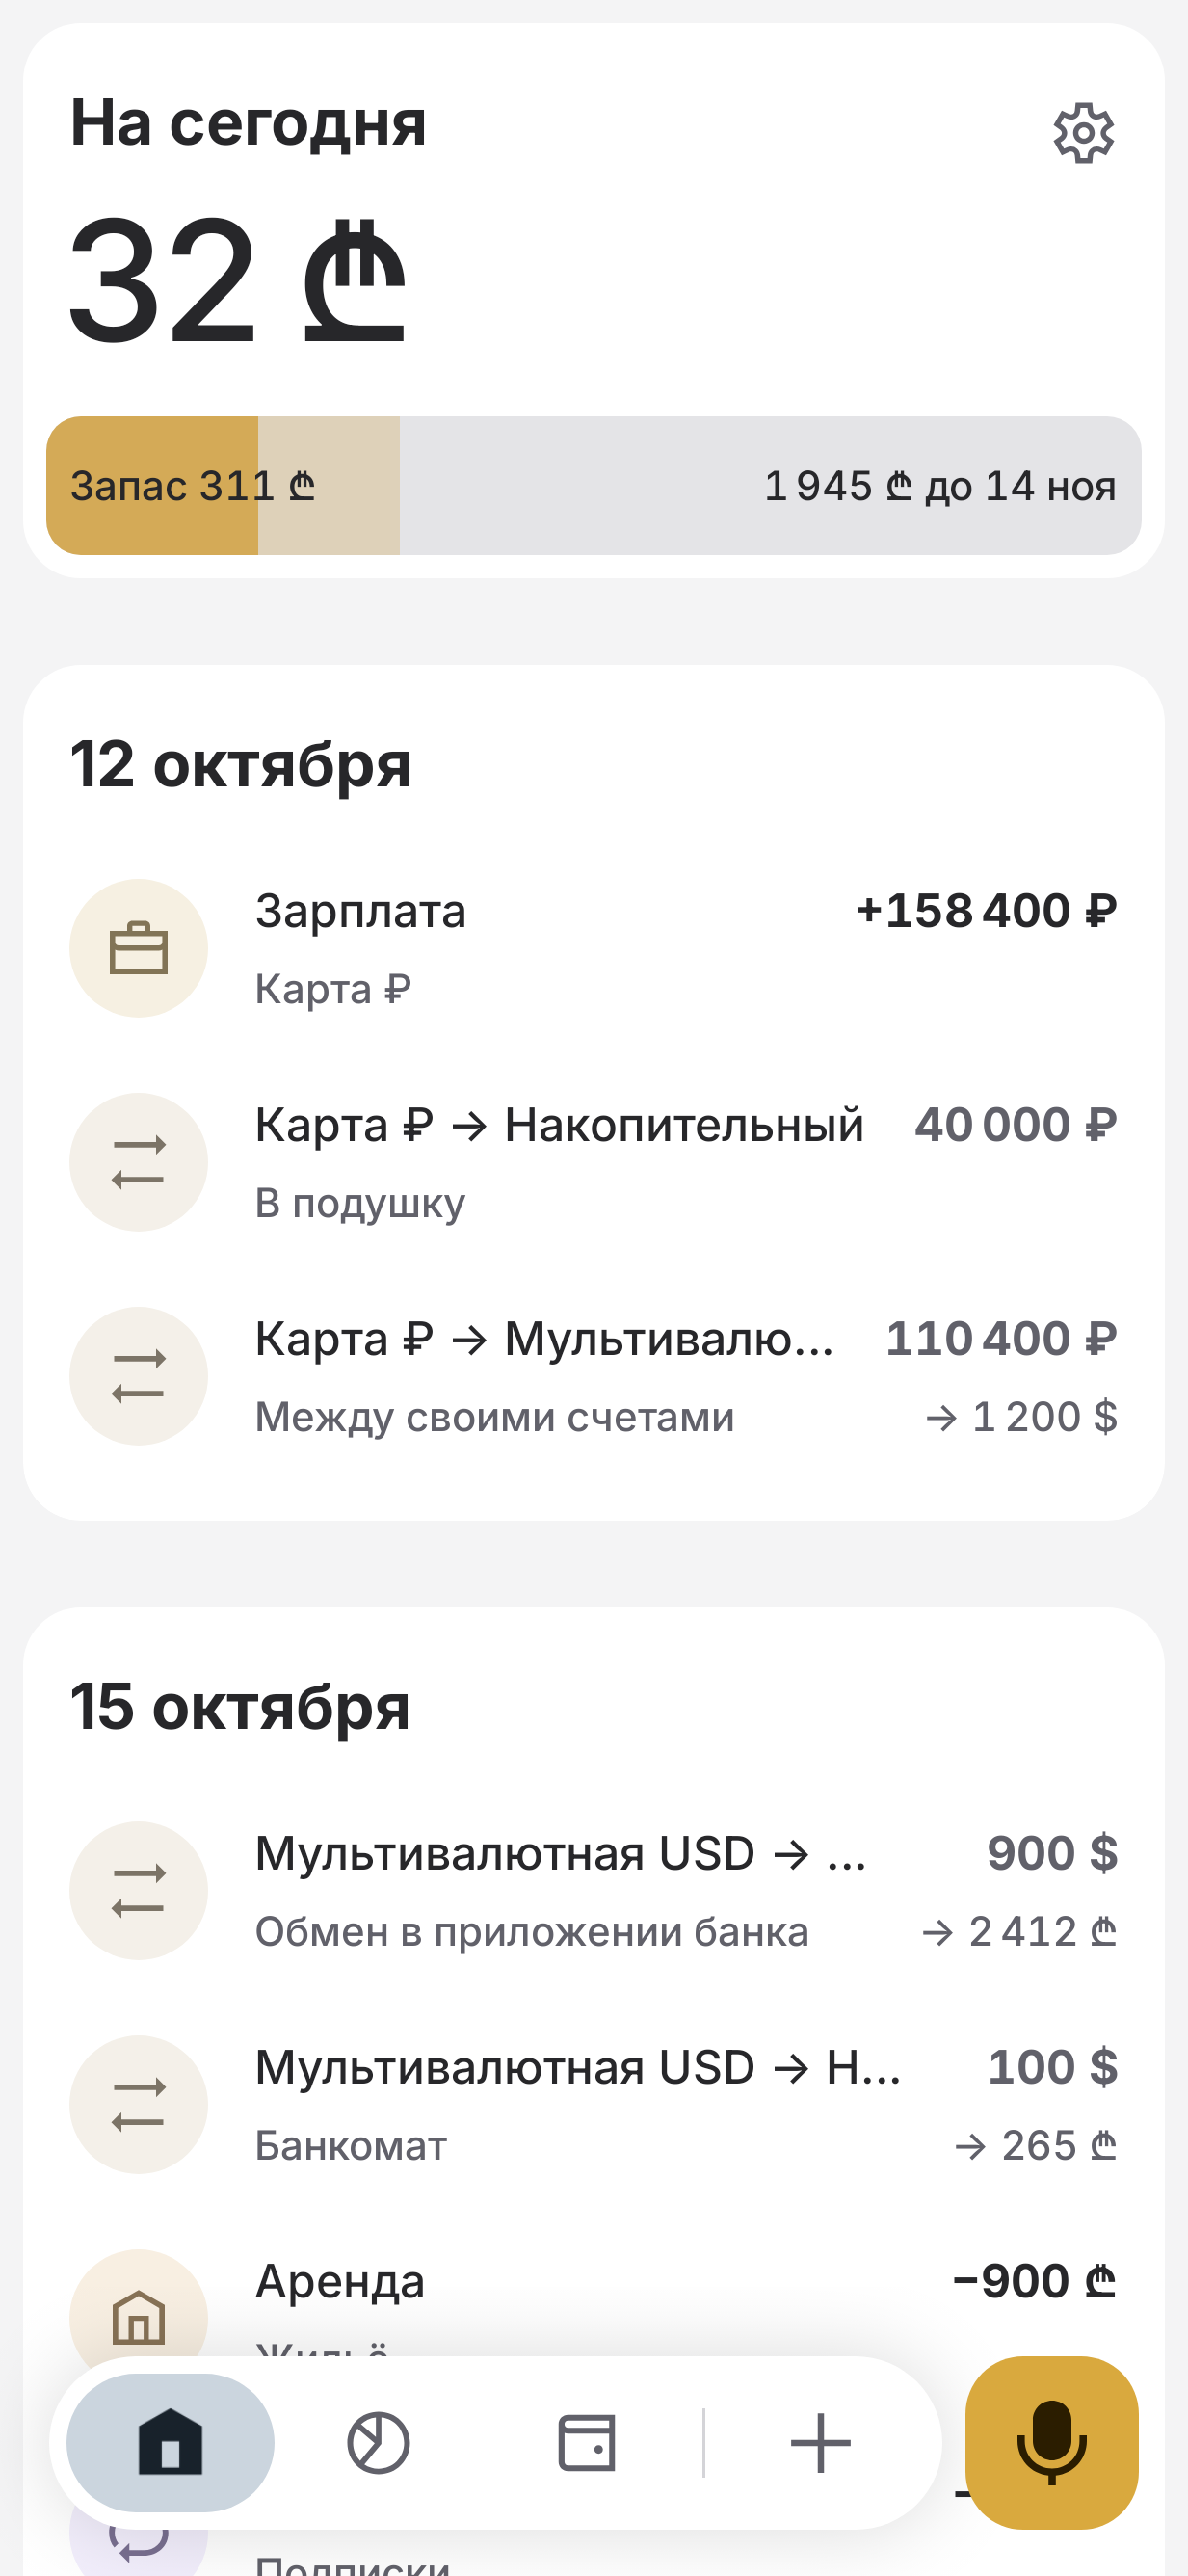 На сегодня
32 ₾
Запас 311 ₾
1 945 ₾ до 14 ноя
12 октября
Зарплата
+158 400 ₽
Карта ₽
Карта ₽ → Накопительный
40 000 ₽
В подушку
Карта ₽ → Мультивалю...
110 400 ₽
Между своими счетами
→ 1 200 $
15 октября
Мультивалютная USD → ...
900 $
Обмен в приложении банка
→ 2 412 ₾
Мультивалютная USD → Н...
100 $
Банкомат
→ 265 ₾
Аренда
−900 ₾
Жильё
Подписки